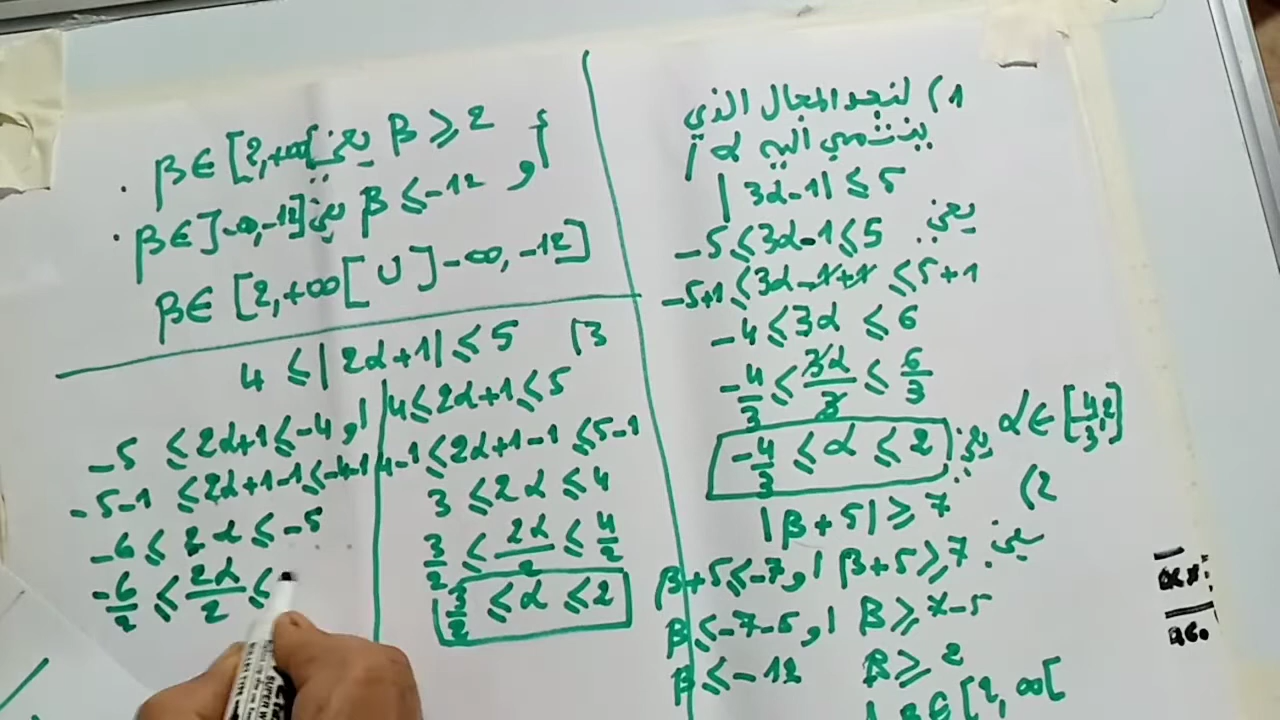 1) لنجد المجال الذي
ينتمي اليه α
|3α-1| ≤ 5
-5 ≤ 3α-1 ≤ 5 يعني
-5+1 ≤ 3α-1+1 ≤ 5+1
-4 ≤ 3α ≤ 6
-4/3 ≤ 3α/3 ≤ 6/3
-4/3 ≤ α ≤ 2 يعني α ∈ [-4/3, 2]
2)
|β+5| ≥ 7
β+5 ≤ -7 أو β+5 ≥ 7 يعني
β ≤ -7-5 أو β ≥ 7-5
β ≤ -12 β ≥ 2
β ∈ [2, ∞[
β ∈ [2, +∞[ يعني β ≥ 2
أو
β ∈ ]-∞, -12] يعني β ≤ -12
β ∈ [2, +∞[ ∪ ]-∞, -12]
4 ≤ |2α+1| ≤ 5 (3
4 ≤ 2α+1 ≤ 5
4-1 ≤ 2α+1-1 ≤ 5-1
3 ≤ 2α ≤ 4
3/2 ≤ 2α/2 ≤ 4/2
3/2 ≤ α ≤ 2
-5 ≤ 2α+1 ≤ -4 أو
-5-1 ≤ 2α+1-1 ≤ -4-1
-6 ≤ 2α ≤ -5
-6/2 ≤ 2α/2 ≤